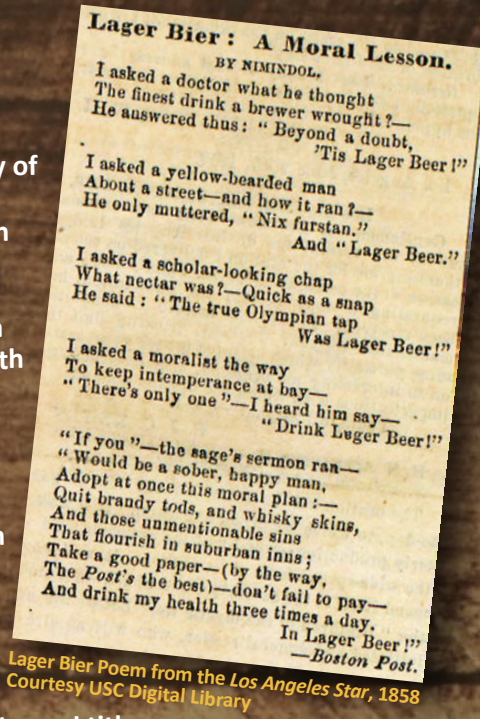 Lager Bier: A Moral Lesson.
BY NIMINDOL.
I asked a doctor what he thought
The finest drink a brewer wrought?—
He answered thus: "Beyond a doubt,
'Tis Lager Beer!"
I asked a yellow-bearded man
About a street—and how it ran?—
He only muttered, "Nix furstan."
And "Lager Beer."
I asked a scholar-looking chap
What nectar was?—Quick as a snap
He said: "The true Olympian tap
Was Lager Beer!"
I asked a moralist the way
To keep intemperance at bay—
"There's only one"—I heard him say—
"Drink Lager Beer!"
"If you"—the sage's sermon ran—
"Would be a sober, happy man,
Adopt at once this moral plan:—
Quit brandy tods, and whisky skins,
And those unmentionable sins
That flourish in suburban inns;
Take a good paper—(by the way,
The Post's the best)—don't fail to pay—
And drink my health three times a day.
In Lager Beer!"
—Boston Post.
Lager Bier Poem from the Los Angeles Star, 1858
Courtesy USC Digital Library
y of